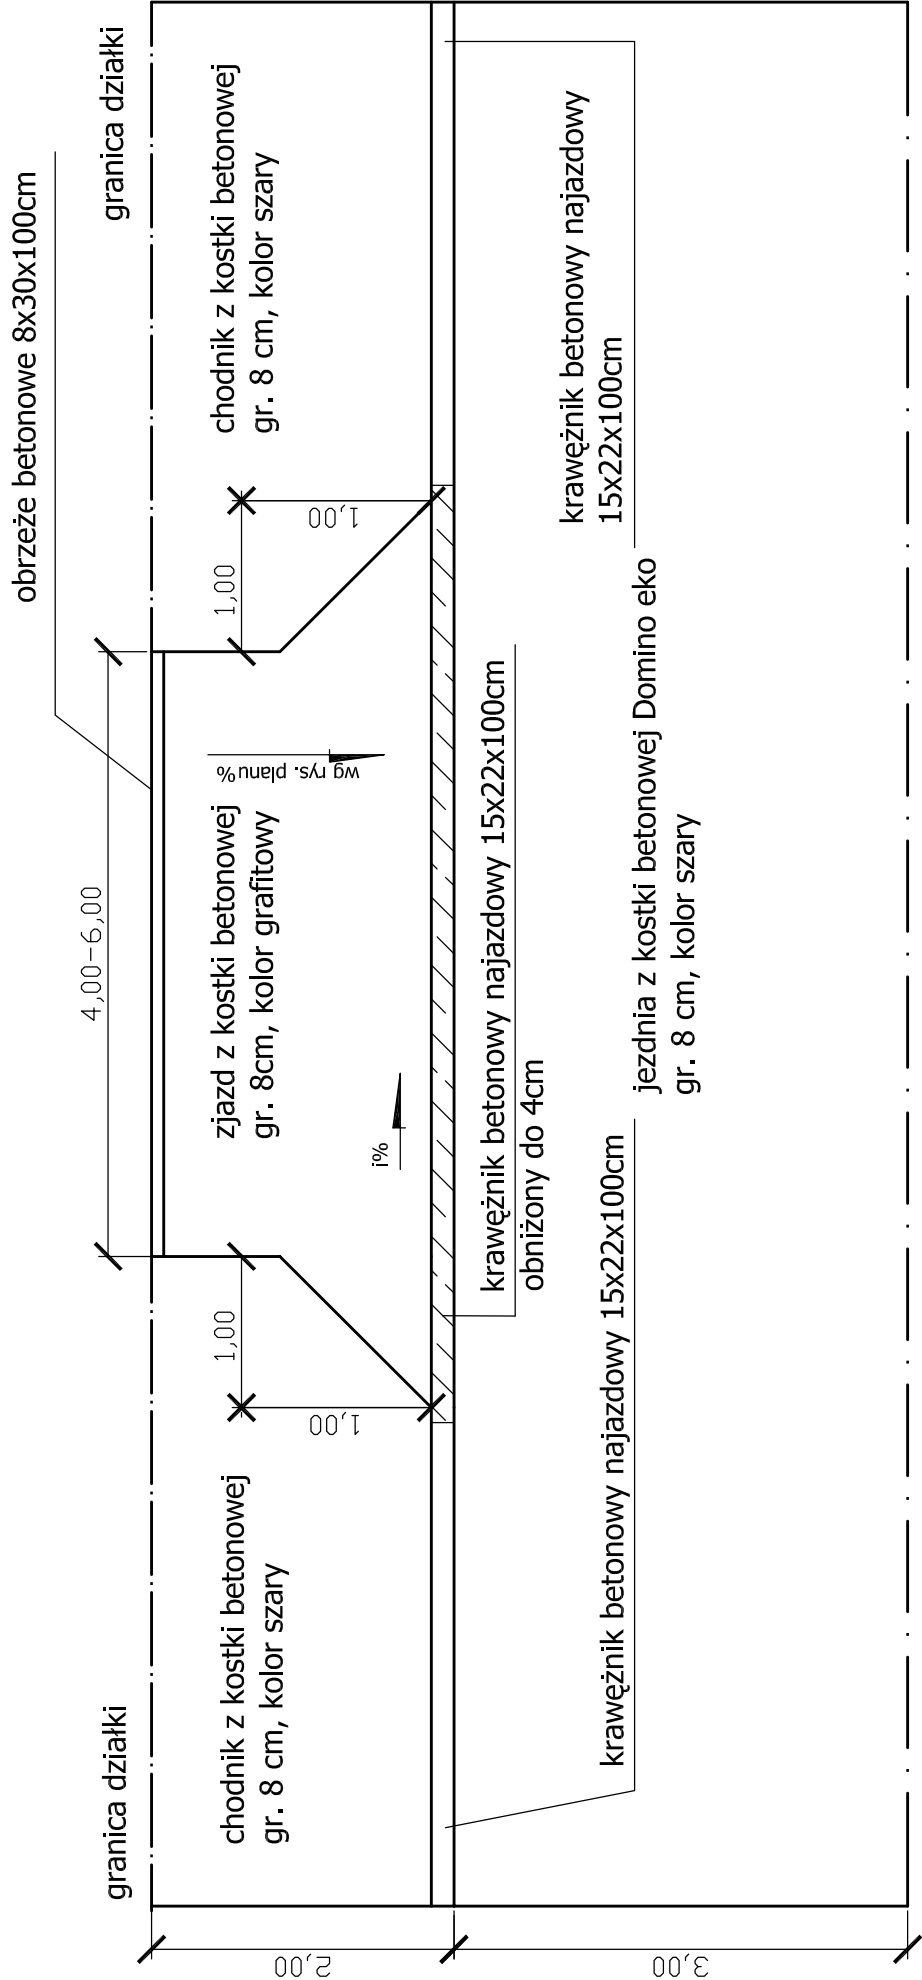 obrzeże betonowe 8x30x100cm
granica działki
granica działki
4,00-6,00
chodnik z kostki betonowej
gr. 8 cm, kolor szary
1,00
1,00
zjazd z kostki betonowej
gr. 8cm, kolor grafitowy
wg rys. planu%
i%
1,00
1,00
chodnik z kostki betonowej
gr. 8 cm, kolor szary
2,00
krawężnik betonowy najazdowy 15x22x100cm
obniżony do 4cm
krawężnik betonowy najazdowy 15x22x100cm
jezdnia z kostki betonowej Domino eko
gr. 8 cm, kolor szary
krawężnik betonowy najazdowy
15x22x100cm
3,00